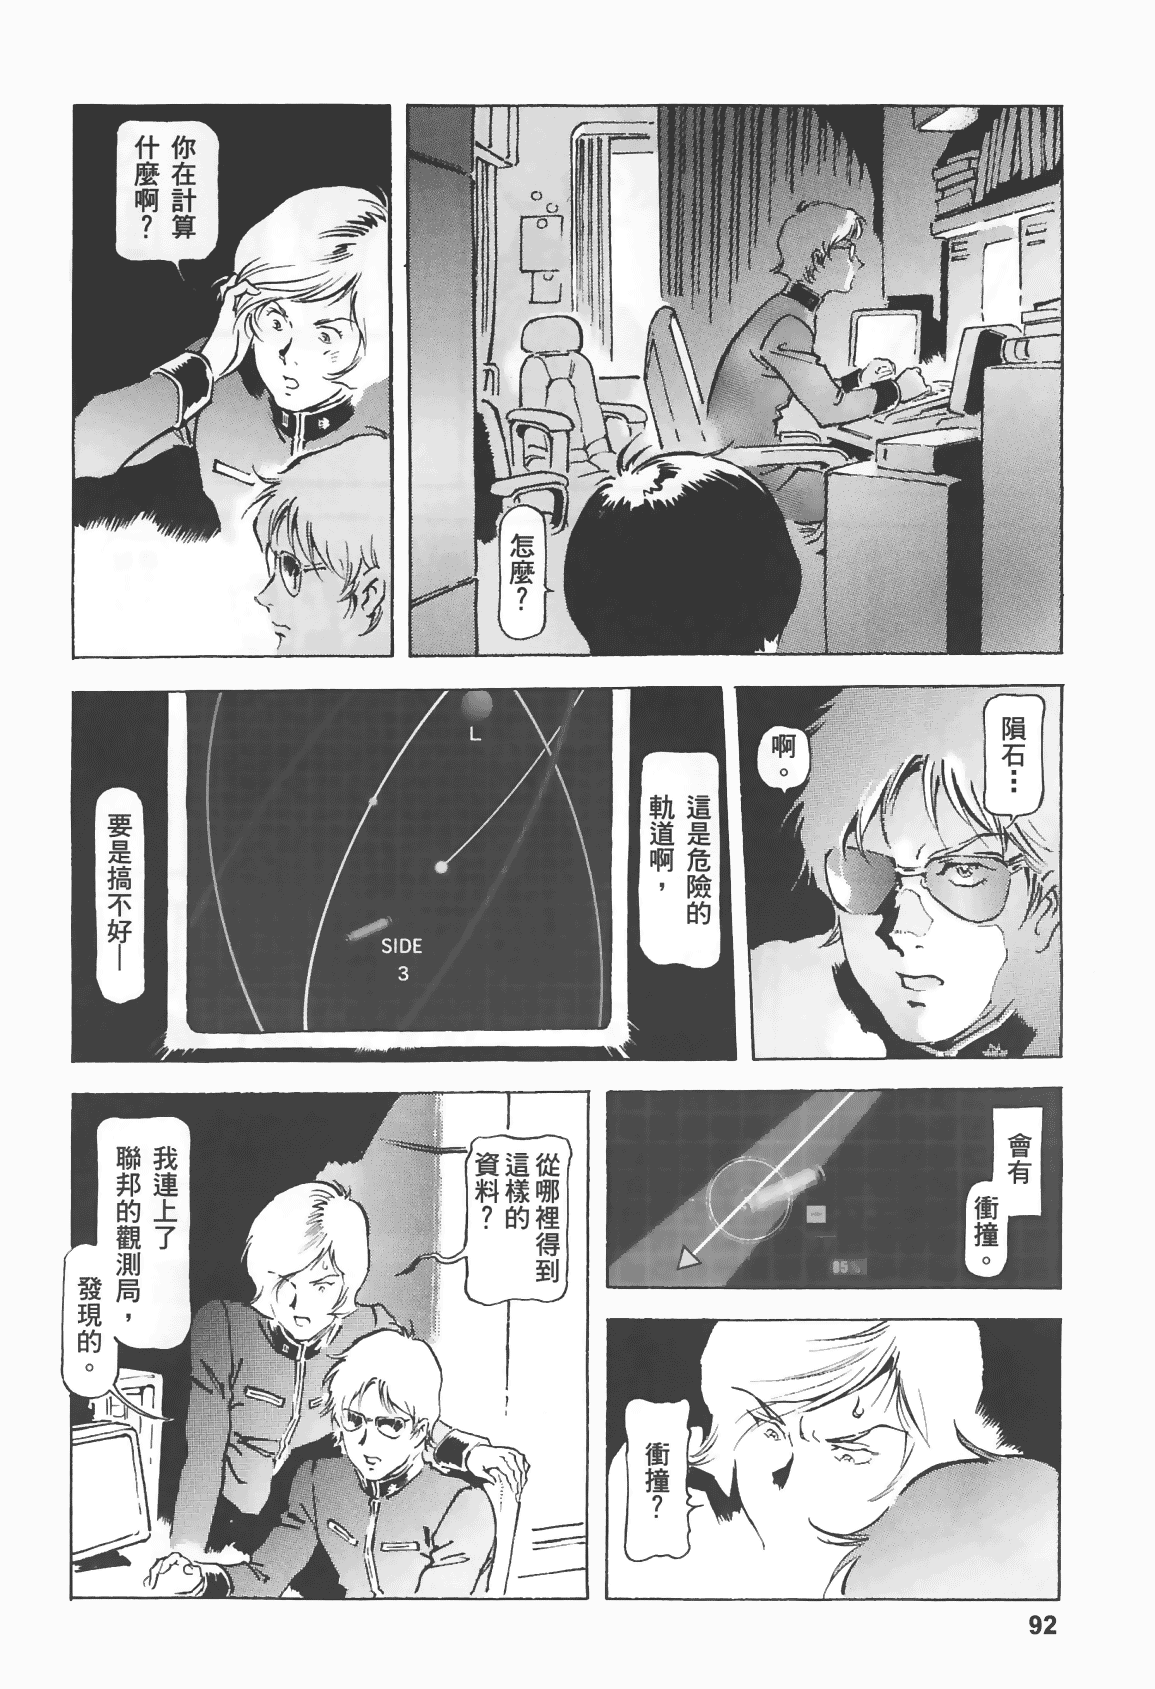 怎麼？
你在計算
什麼啊？
隕石…
啊。
這是危險的
軌道啊，
L
SIDE
3
要是搞不好—
會有
衝撞。
85%
衝撞？
從哪裡得到
這樣的
資料？
我連上了
聯邦的觀測局，
發現的。
92